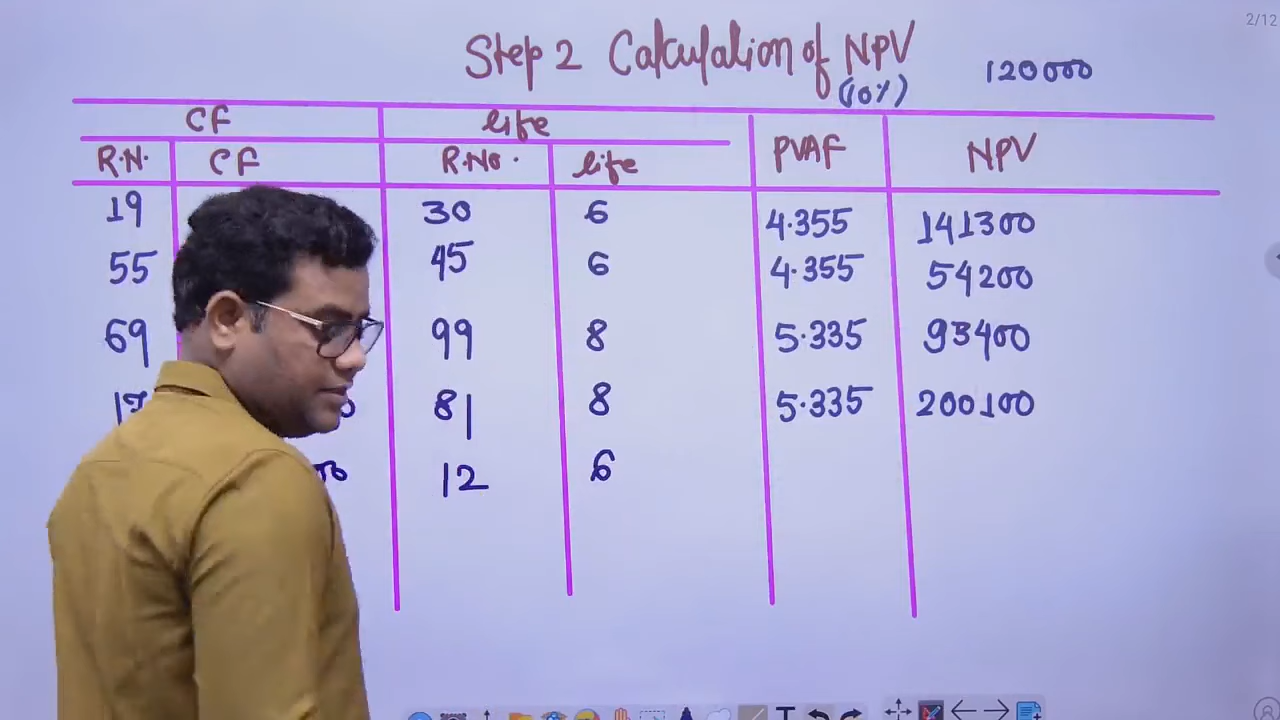 2/12
Step 2 Calculation of NPV
(10%)
120000
CF life PVAF NPV
R.N. CF R.No. life
19 30 6 4.355 141300
55 45 6 4.355 54200
69 99 8 5.335 93400
81 8 5.335 200100
12 6